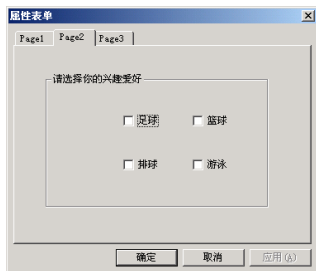 属性表单
Page1 Page2 Page3
请选择你的兴趣爱好
足球 篮球
排球 游泳
确定 取消 应用(A)